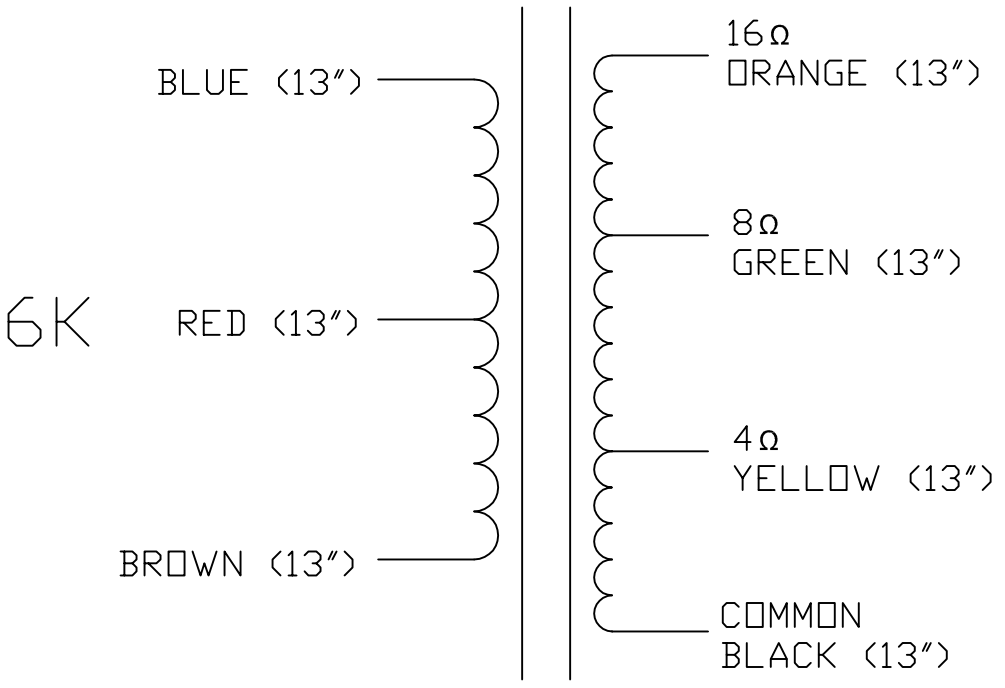 6K
BLUE (13")
RED (13")
BROWN (13")
16Ω
ORANGE (13")
8Ω
GREEN (13")
4Ω
YELLOW (13")
COMMON
BLACK (13")